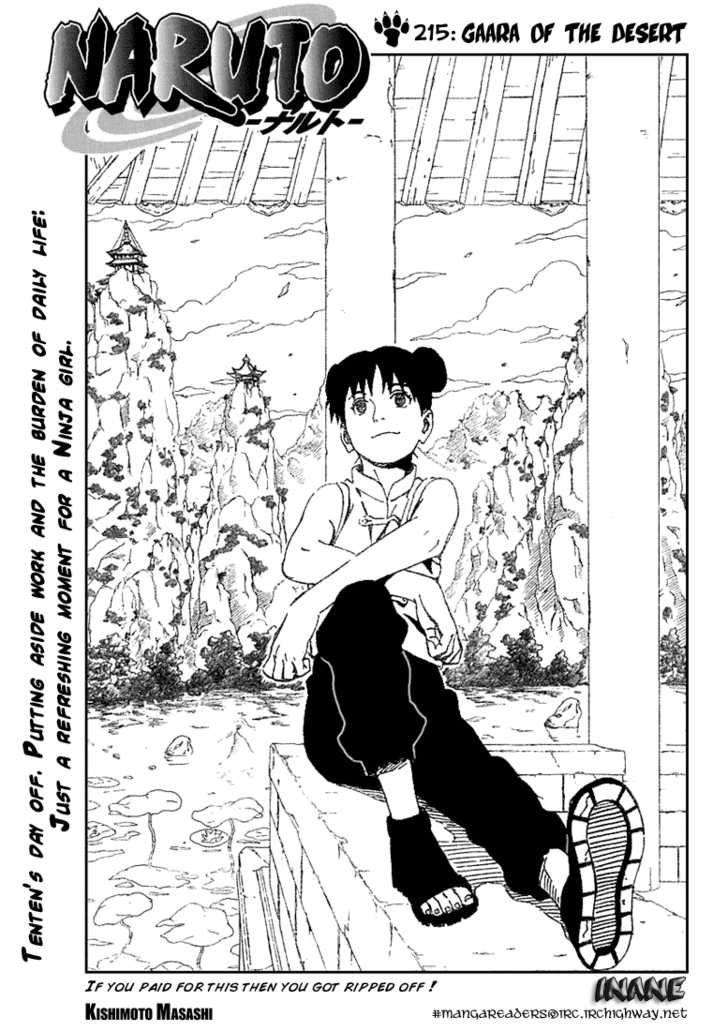 NARUTO
-ナルト-
215: GAARA OF THE DESERT
TENTEN'S DAY OFF. PUTTING ASIDE WORK AND THE BURDEN OF DAILY LIFE;
JUST A REFRESHING MOMENT FOR A NINJA GIRL.
IF YOU PAID FOR THIS THEN YOU GOT RIPPED OFF!
KISHIMOTO MASASHI
INANE
#MANGAREADERS@IRC.IRCHIGHWAY.NET